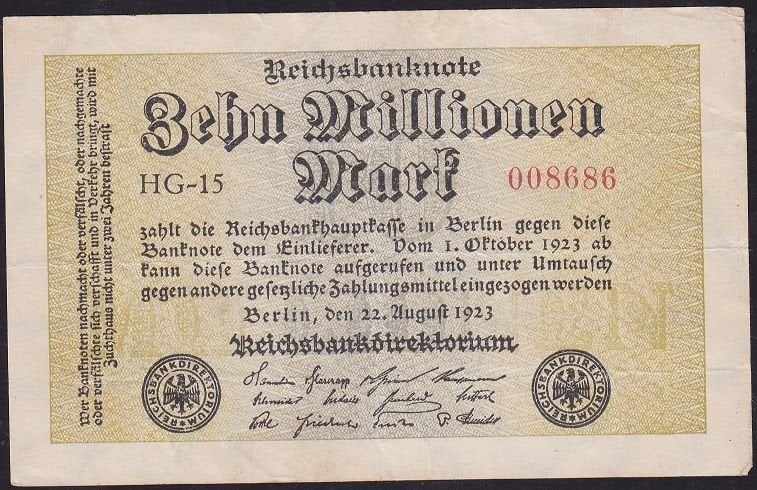 Reichsbanknote
Zehn Millionen
Mark
HG-15
008686
zahlt die Reichsbankhauptkasse in Berlin gegen diese
Banknote dem Einlieferer. Vom 1. Oktober 1923 ab
kann diese Banknote aufgerufen und unter Umtausch
gegen andere gesetzliche Zahlungsmittel eingezogen werden
Berlin, den 22. August 1923
Reichsbankdirektorium
Wer Banknoten nachmacht oder verfälscht, oder nachgemachte
oder verfälschte sich verschafft und in Verkehr bringt, wird mit
Zuchthaus nicht unter zwei Jahren bestraft
REICHSBANKDIREKTORIUM
REICHSBANKDIREKTORIUM